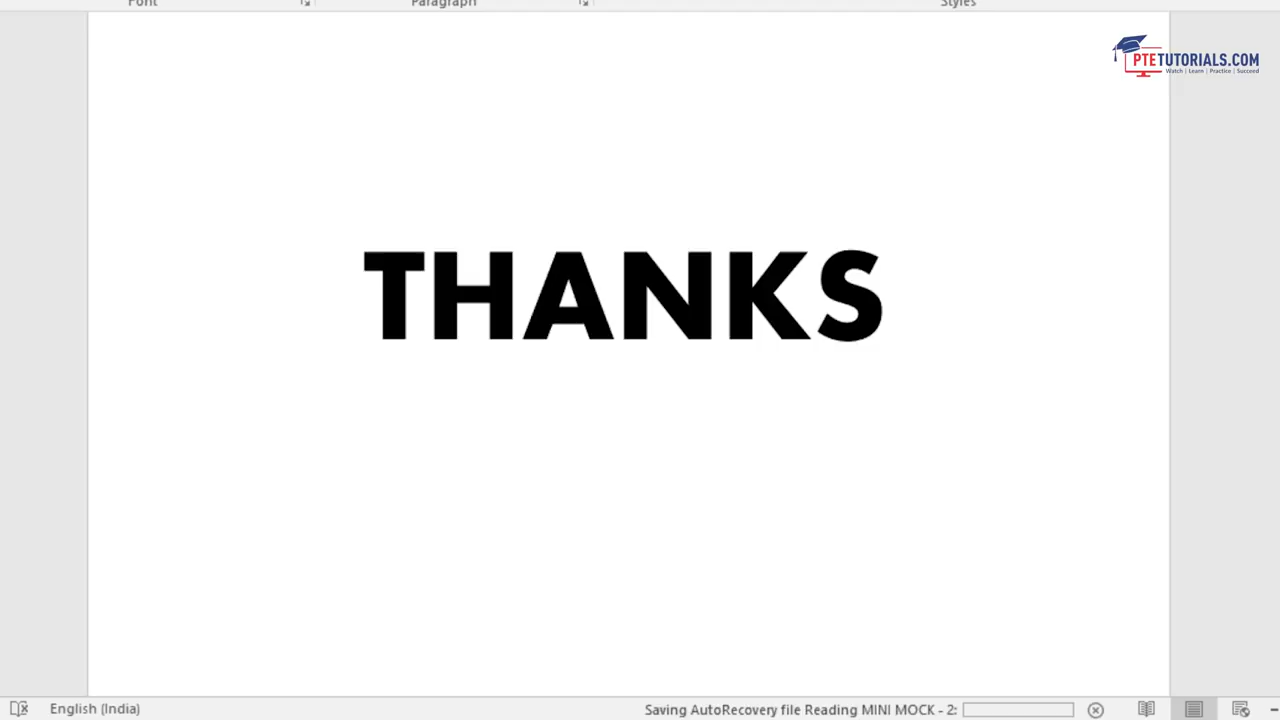 Font Paragraph Styles
PTETUTORIALS.COM
Watch | Learn | Practice | Succeed
THANKS
English (India) Saving AutoRecovery file Reading MINI MOCK - 2: